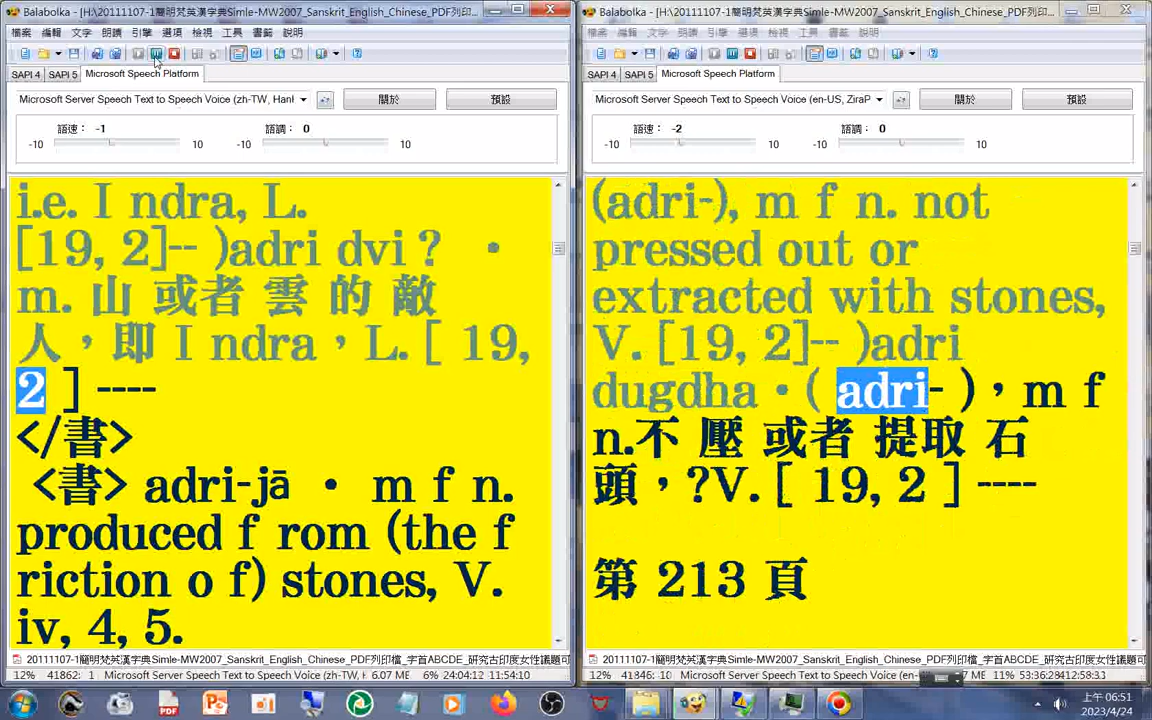 Balabolka - [H:\20111107-1簡明梵英漢字典Simle-MW2007_Sanskrit_English_Chinese_PDF列印...
檔案 編輯 文字 朗讀 引擎 選項 檢視 工具 書籤 說明
SAPI 4 SAPI 5 Microsoft Speech Platform
Microsoft Server Speech Text to Speech Voice (zh-TW, Hanl
關於
預設
語速： -1
語調： 0
-10 10 -10 10
i.e. I ndra, L.
[19, 2]-- )adri dvi ? •
m. 山 或者 雲 的 敵
人，即 I ndra，L. [ 19,
2 ] ----
</書>
<書> adri-jā • m f n.
produced f rom (the f
riction o f) stones, V.
iv, 4, 5.
20111107-1簡明梵英漢字典Simle-MW2007_Sanskrit_English_Chinese_PDF列印檔_字首ABCDE_研究古印度女性議題可
12% 41862: 1 Microsoft Server Speech Text to Speech Voice (zh-TW, H 6.07 ME 6% 24:04:12 11:54:10
Balabolka - [H:\20111107-1簡明梵英漢字典Simle-MW2007_Sanskrit_English_Chinese_PDF列印...
檔案 編輯 文字 朗讀 引擎 選項 檢視 工具 書籤 說明
SAPI 4 SAPI 5 Microsoft Speech Platform
Microsoft Server Speech Text to Speech Voice (en-US, ZiraP
關於
預設
語速： -2
語調： 0
-10 10 -10 10
(adri-), m f n. not
pressed out or
extracted with stones,
V. [19, 2]-- )adri
dugdha • ( adri- )，m f
n.不 壓 或者 提取 石
頭，?V. [ 19, 2 ] ----
第 213 頁
20111107-1簡明梵英漢字典Simle-MW2007_Sanskrit_English_Chinese_PDF列印檔_字首ABCDE_研究古印度女性議題可
12% 41846: 10 Microsoft Server Speech Text to Speech Voice 11% 53:36:28 12:58:33
上午 06:51
2023/4/24